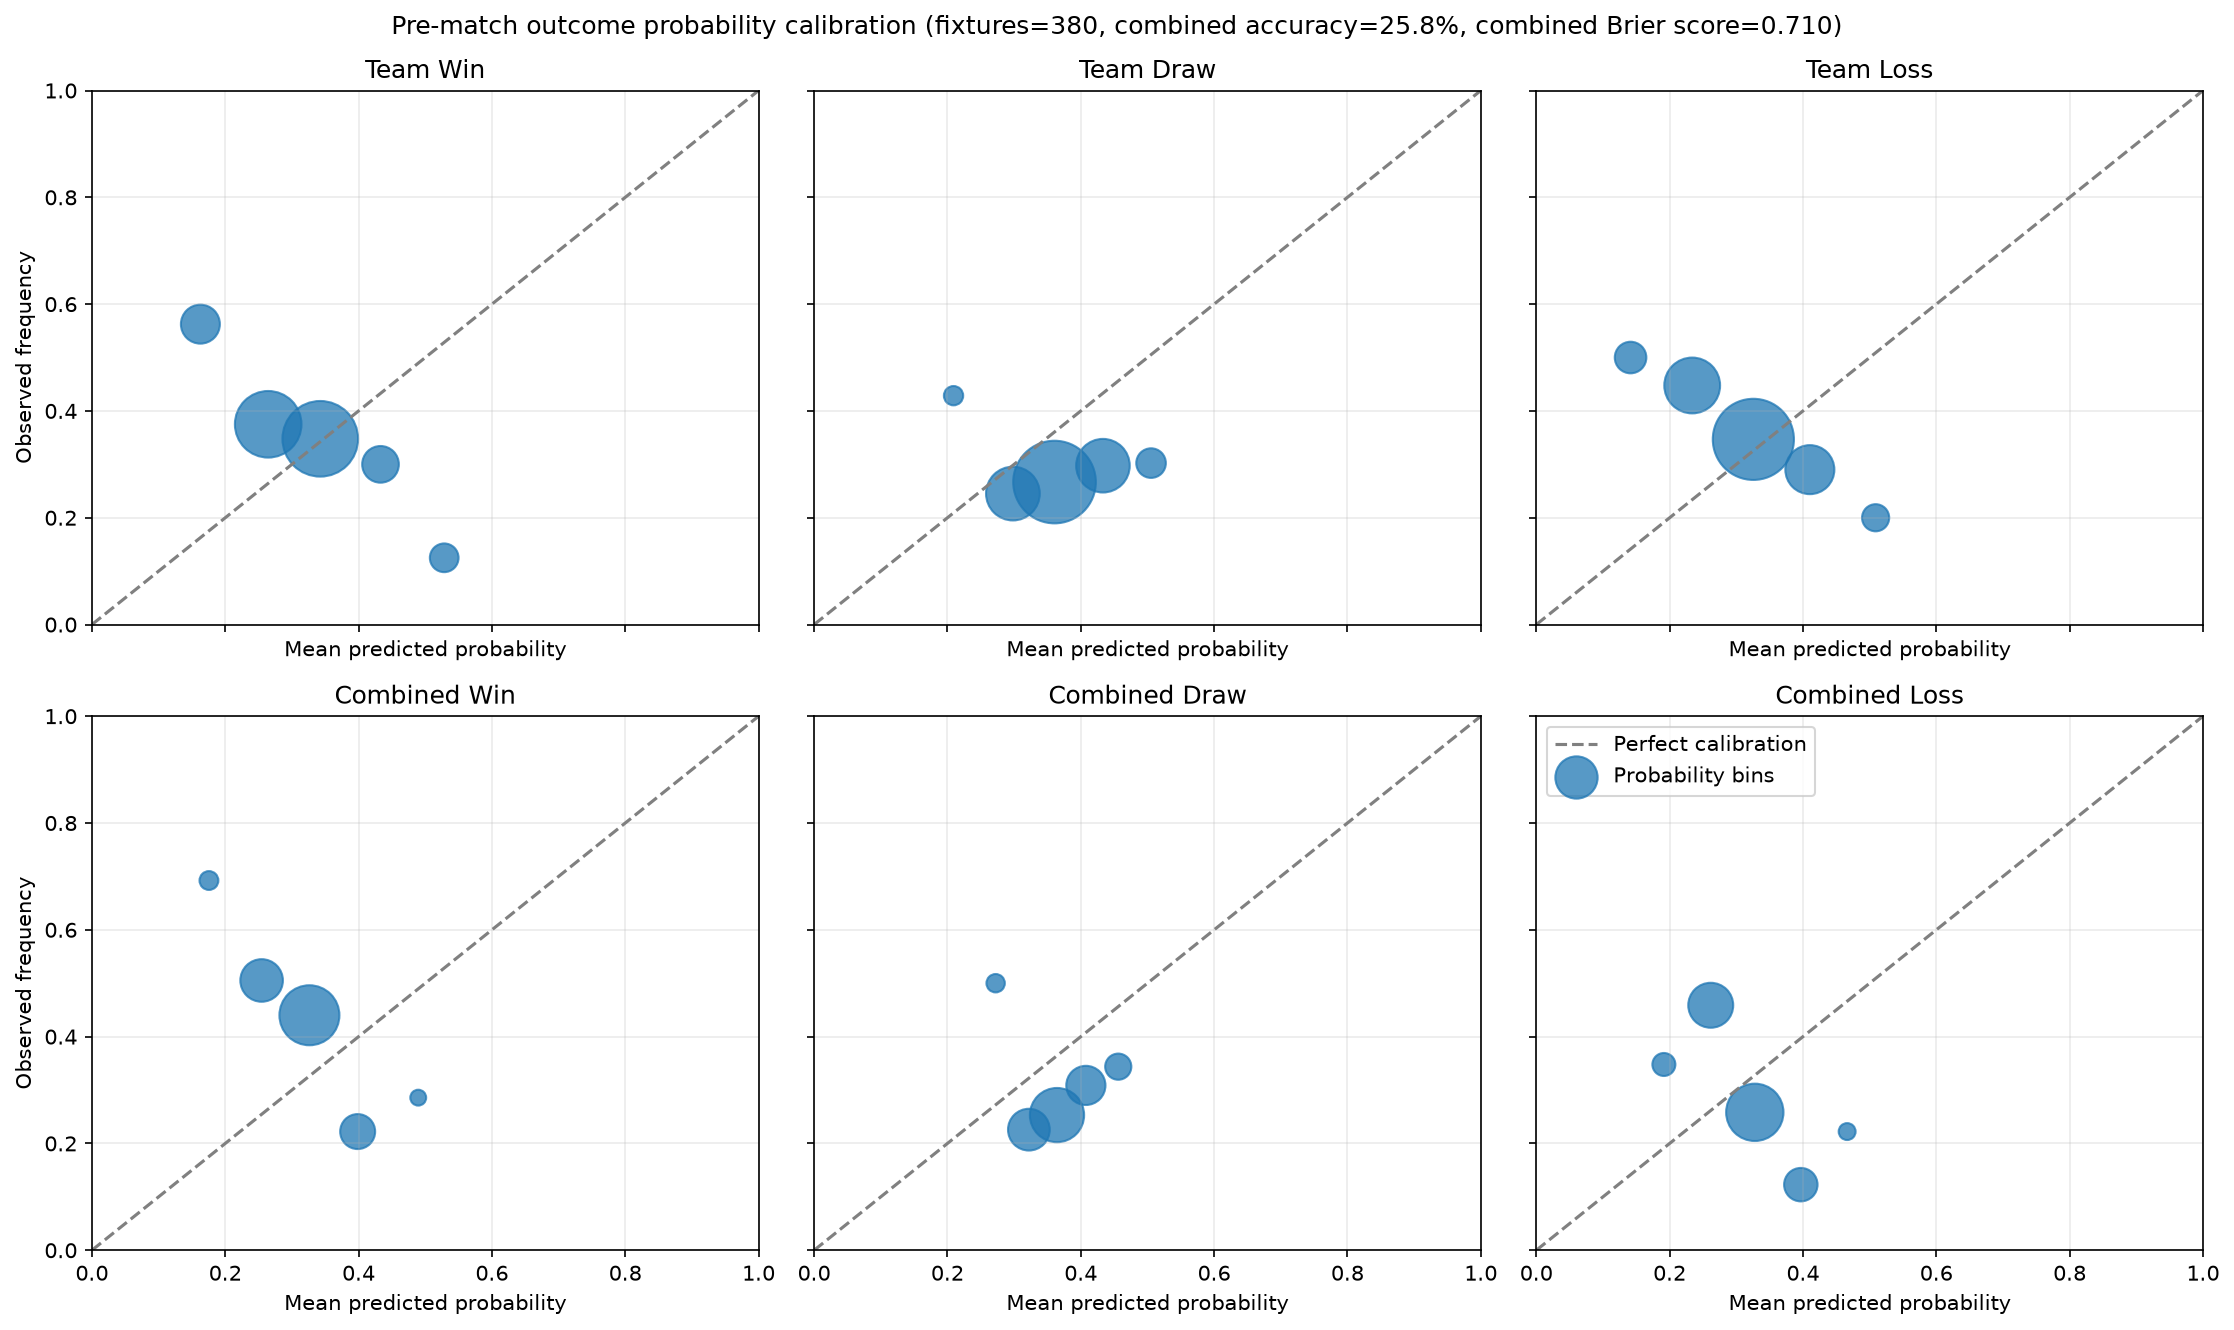 Pre-match outcome probability calibration (fixtures=380, combined accuracy=25.8%, combined Brier score=0.710)
Team Win
Team Draw
Team Loss
1.0
0.8
0.6
0.4
0.2
0.0
Observed frequency
Mean predicted probability
Mean predicted probability
Mean predicted probability
Combined Win
Combined Draw
Combined Loss
1.0
0.8
0.6
0.4
0.2
0.0
Observed frequency
Perfect calibration
Probability bins
0.0 0.2 0.4 0.6 0.8 1.0
0.0 0.2 0.4 0.6 0.8 1.0
0.0 0.2 0.4 0.6 0.8 1.0
Mean predicted probability
Mean predicted probability
Mean predicted probability